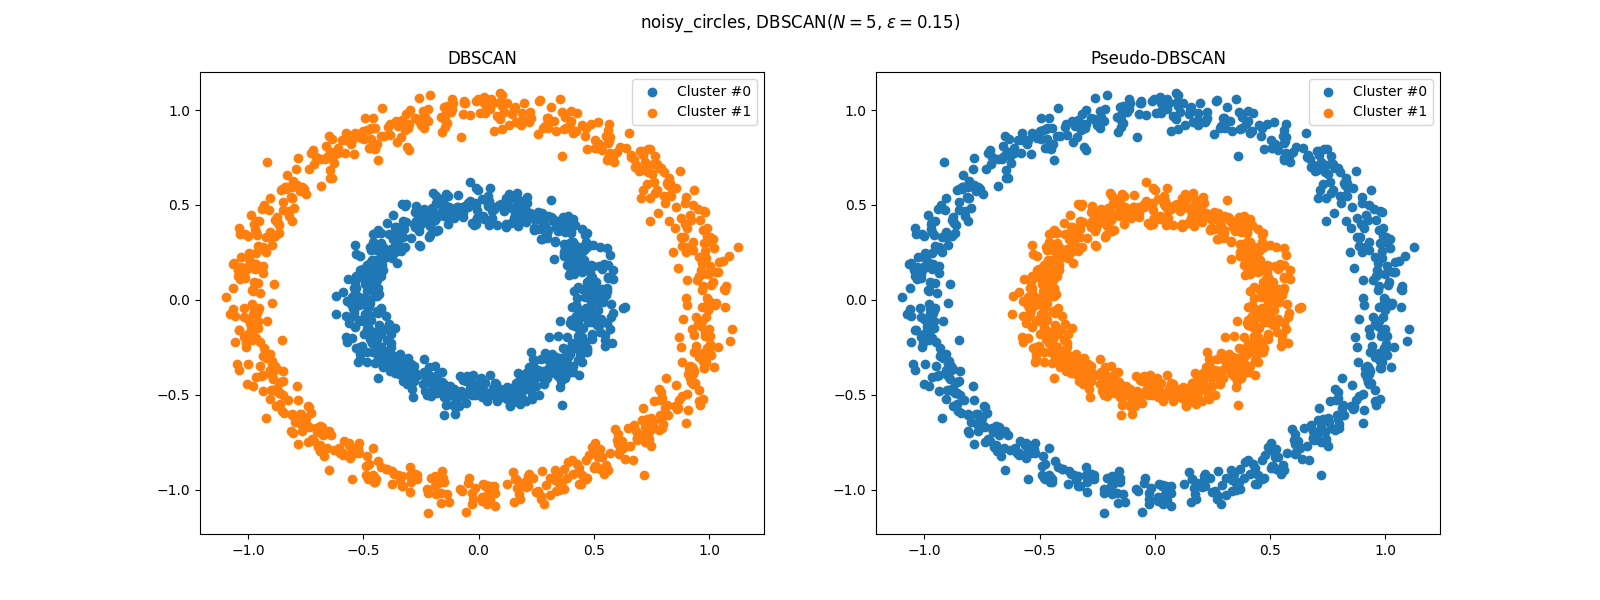 noisy_circles, DBSCAN(N = 5, ε = 0.15)
DBSCAN
Cluster #0
Cluster #1
1.0
0.5
0.0
−0.5
−1.0
−1.0 −0.5 0.0 0.5 1.0
Pseudo-DBSCAN
Cluster #0
Cluster #1
1.0
0.5
0.0
−0.5
−1.0
−1.0 −0.5 0.0 0.5 1.0